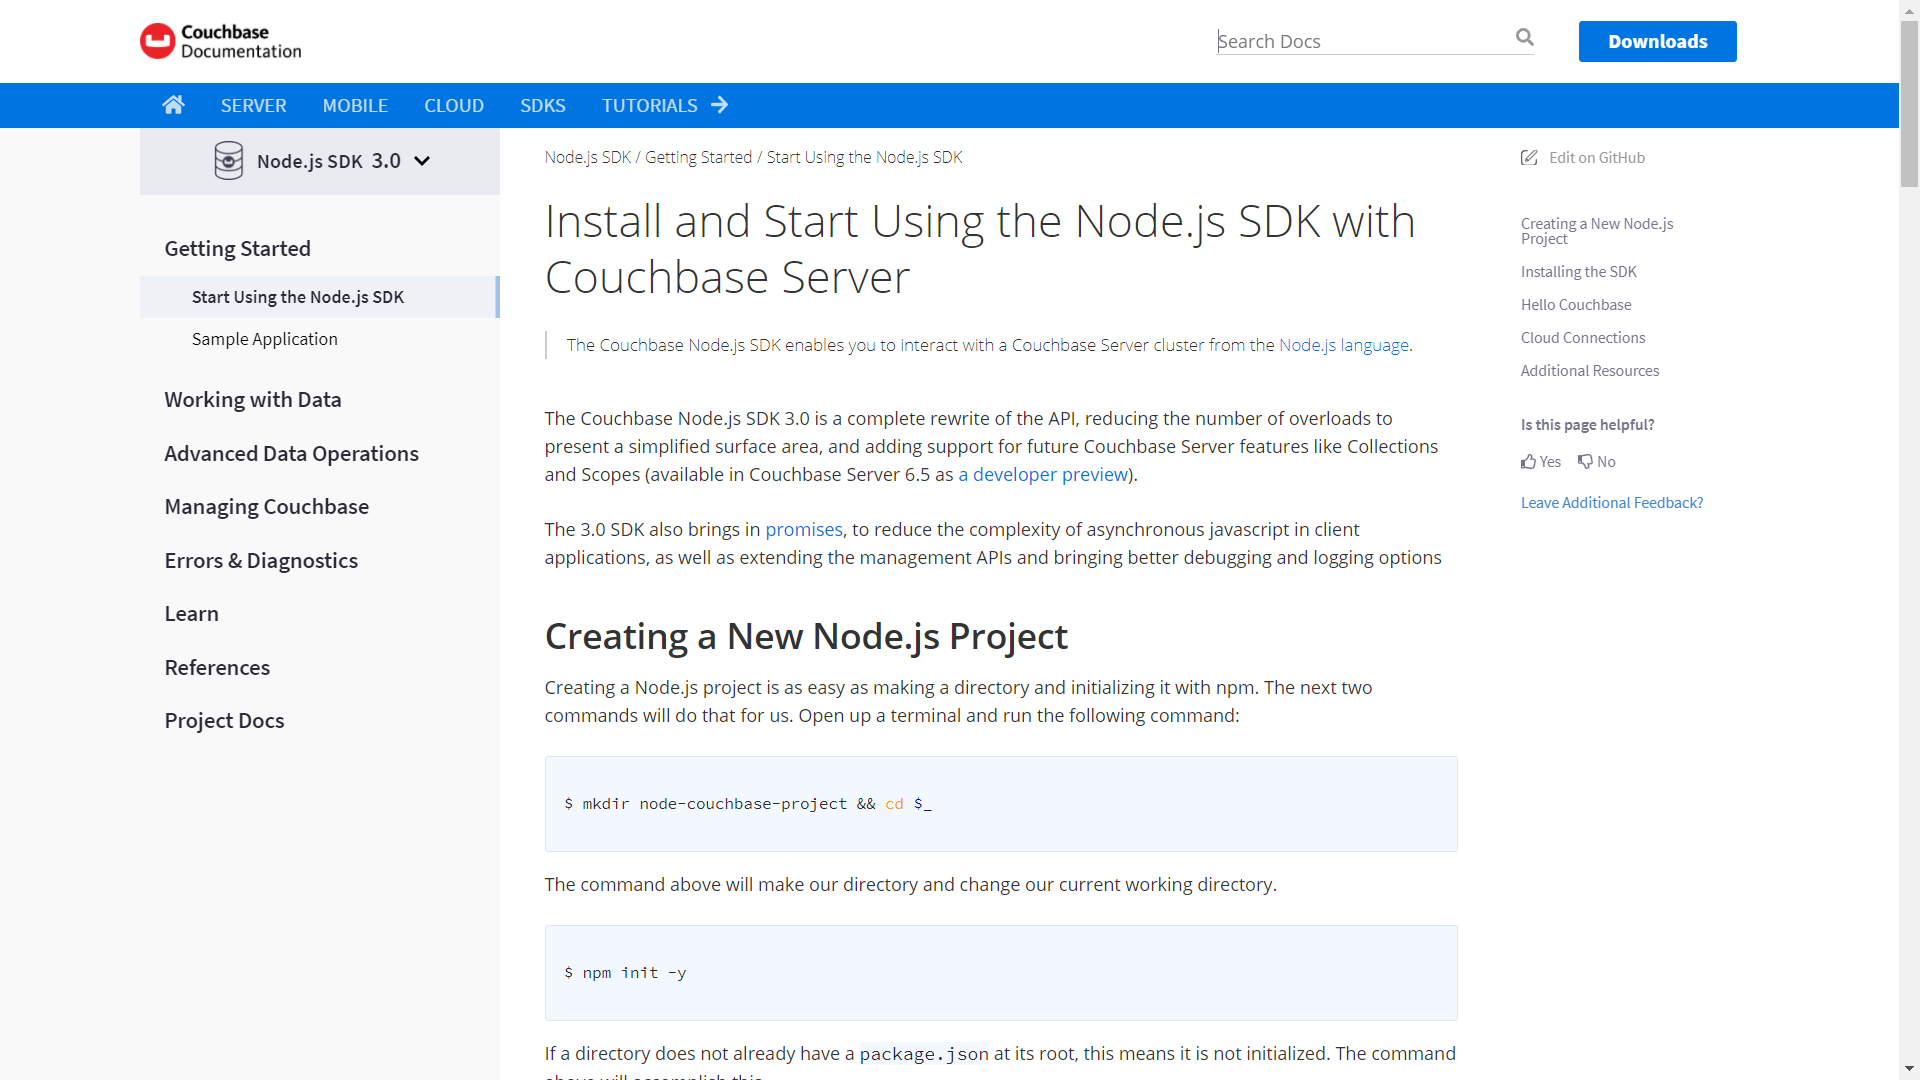 Couchbase
Documentation
Search Docs
Downloads
SERVER MOBILE CLOUD SDKS TUTORIALS
Node.js SDK 3.0
Getting Started
Start Using the Node.js SDK
Sample Application
Working with Data
Advanced Data Operations
Managing Couchbase
Errors & Diagnostics
Learn
References
Project Docs
Node.js SDK / Getting Started / Start Using the Node.js SDK
Install and Start Using the Node.js SDK with
Couchbase Server
The Couchbase Node.js SDK enables you to interact with a Couchbase Server cluster from the Node.js language.
The Couchbase Node.js SDK 3.0 is a complete rewrite of the API, reducing the number of overloads to
present a simplified surface area, and adding support for future Couchbase Server features like Collections
and Scopes (available in Couchbase Server 6.5 as a developer preview).
The 3.0 SDK also brings in promises, to reduce the complexity of asynchronous javascript in client
applications, as well as extending the management APIs and bringing better debugging and logging options
Creating a New Node.js Project
Creating a Node.js project is as easy as making a directory and initializing it with npm. The next two
commands will do that for us. Open up a terminal and run the following command:
$ mkdir node-couchbase-project && cd $_
The command above will make our directory and change our current working directory.
$ npm init -y
If a directory does not already have a package.json at its root, this means it is not initialized. The command
above will accomplish this.
Edit on GitHub
Creating a New Node.js
Project
Installing the SDK
Hello Couchbase
Cloud Connections
Additional Resources
Is this page helpful?
Yes No
Leave Additional Feedback?